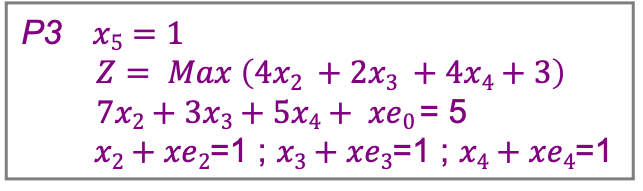 P3 x₅ = 1
Z = Max (4x₂ + 2x₃ + 4x₄ + 3)
7x₂ + 3x₃ + 5x₄ + xe₀ = 5
x₂ + xe₂=1 ; x₃ + xe₃=1 ; x₄ + xe₄=1